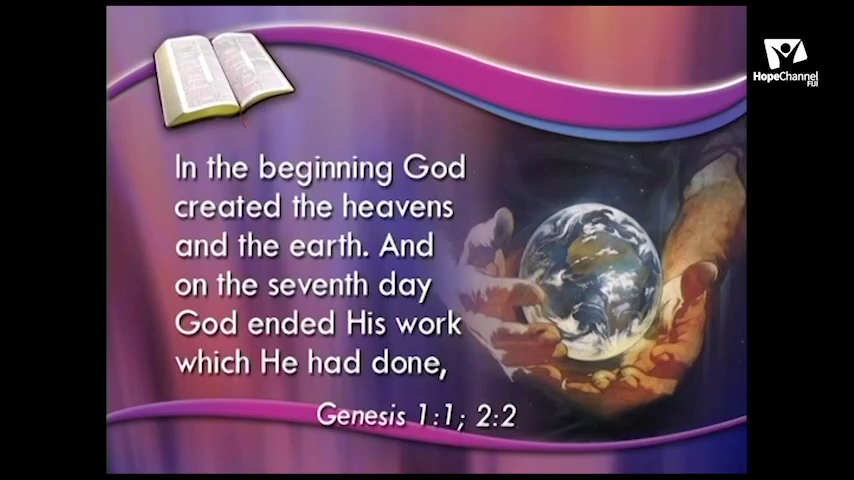 HopeChannel
FIJI
In the beginning God
created the heavens
and the earth. And
on the seventh day
God ended His work
which He had done,
Genesis 1:1; 2:2